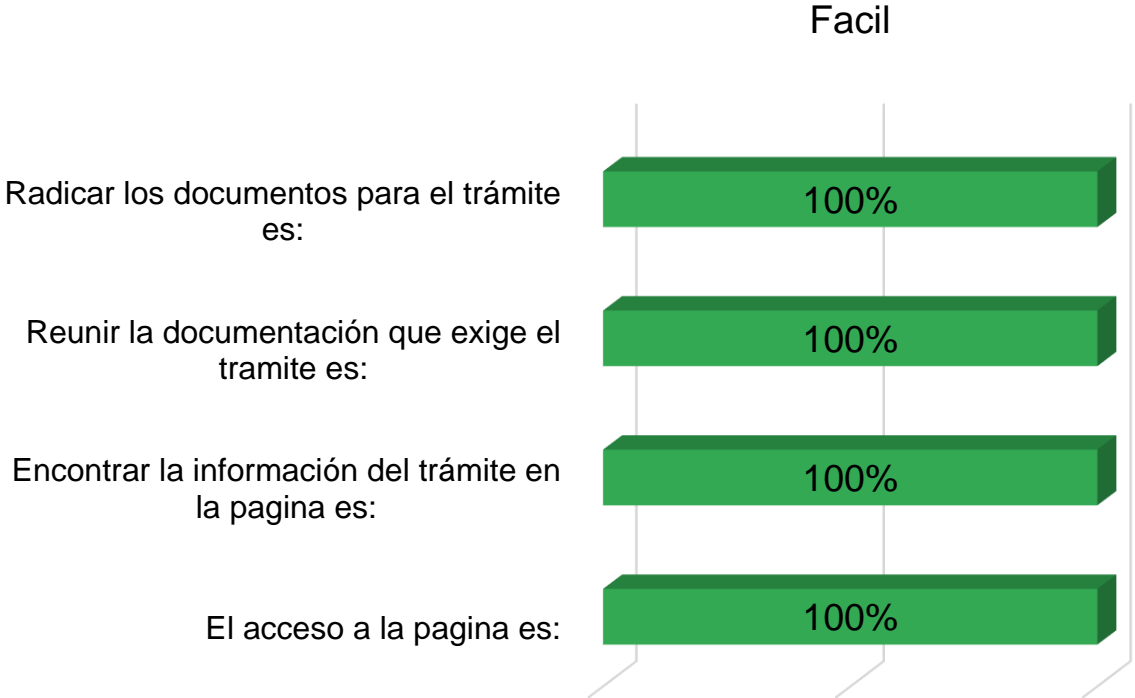 Facil
Radicar los documentos para el trámite
es:
100%
Reunir la documentación que exige el
tramite es:
100%
Encontrar la información del trámite en
la pagina es:
100%
El acceso a la pagina es:
100%